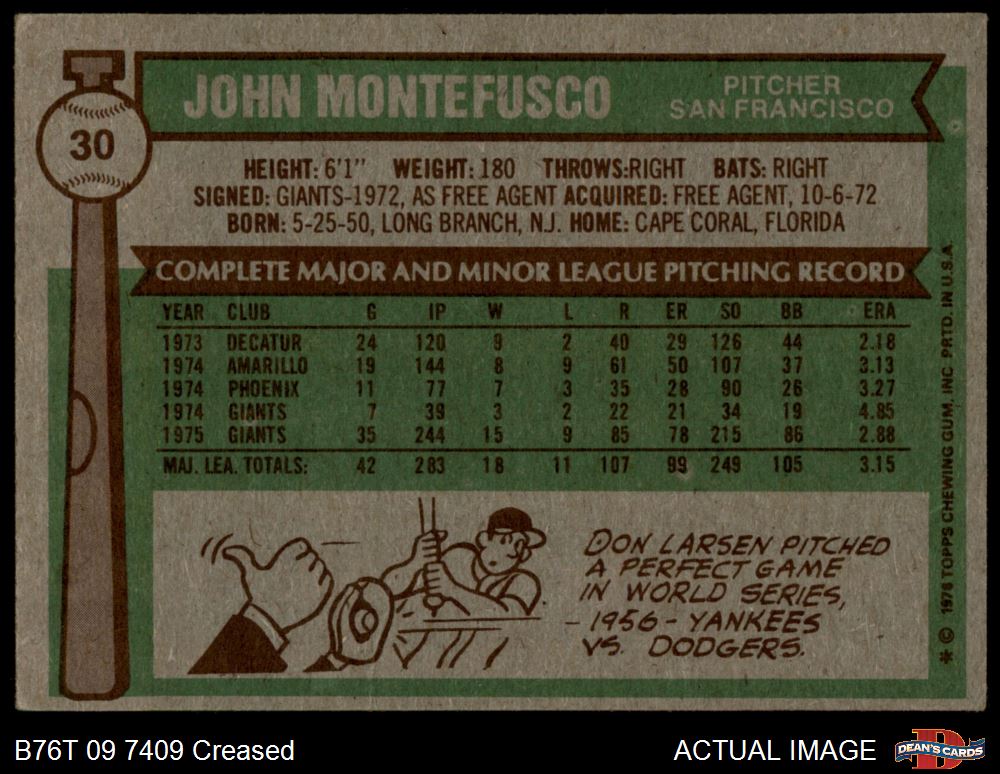 JOHN MONTEFUSCO
PITCHER
SAN FRANCISCO
30
HEIGHT: 6'1" WEIGHT: 180 THROWS: RIGHT BATS: RIGHT
SIGNED: GIANTS-1972, AS FREE AGENT ACQUIRED: FREE AGENT, 10-6-72
BORN: 5-25-50, LONG BRANCH, N.J. HOME: CAPE CORAL, FLORIDA
COMPLETE MAJOR AND MINOR LEAGUE PITCHING RECORD
YEAR CLUB G IP W L R ER SO BB ERA
1973 DECATUR 24 120 9 2 40 29 126 44 2.18
1974 AMARILLO 19 144 8 9 61 50 107 37 3.13
1974 PHOENIX 11 77 7 3 35 28 90 26 3.27
1974 GIANTS 7 39 3 2 22 21 34 19 4.85
1975 GIANTS 35 244 15 9 85 78 215 86 2.88
MAJ. LEA. TOTALS: 42 283 18 11 107 99 249 105 3.15
DON LARSEN PITCHED
A PERFECT GAME
IN WORLD SERIES,
-1956- YANKEES
VS. DODGERS.
* © 1976 TOPPS CHEWING GUM, INC. PRTD. IN U.S.A.
B76T 09 7409 Creased
ACTUAL IMAGE
D
DEAN'S CARDS